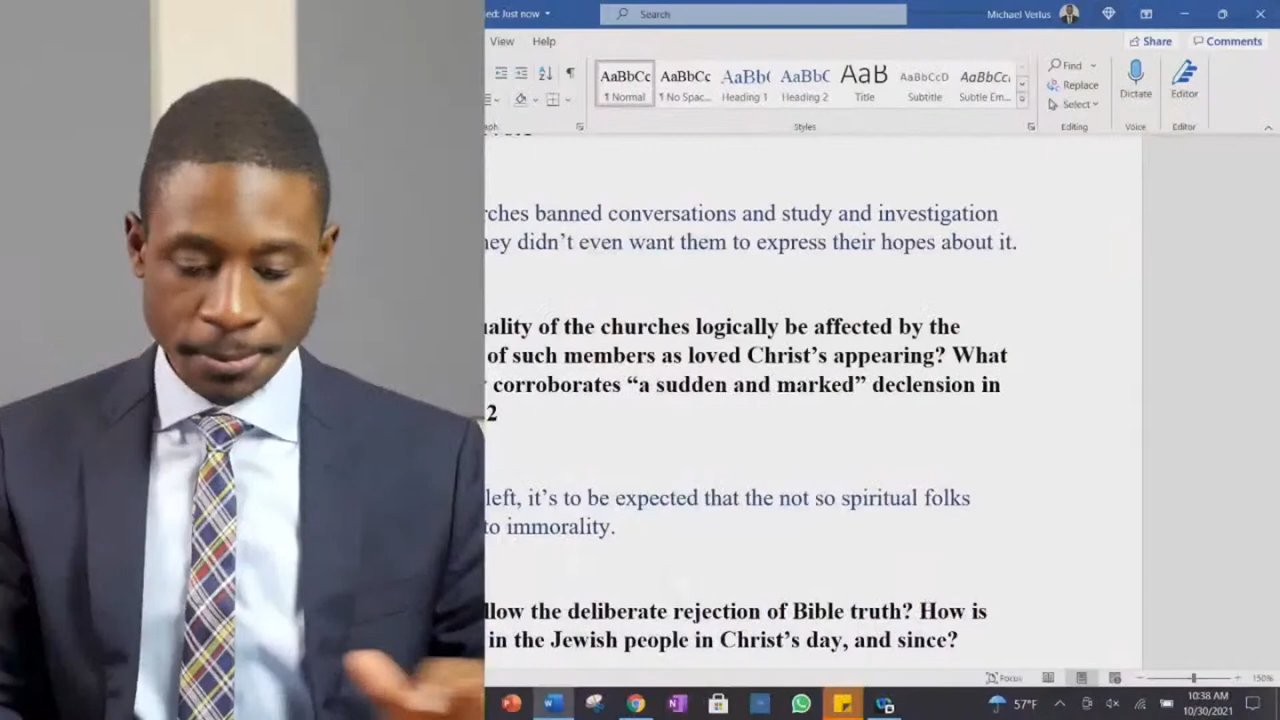 ed: Just now
Search
Michael Verlus
View Help
Share Comments
AaBbCc AaBbCc AaBb( AaBbC AaB AaBbCcD AaBbCc
¶ Normal ¶ No Spac... Heading 1 Heading 2 Title Subtitle Subtle Em...
Find
Replace
Select
Dictate
Editor
Styles
Editing
Voice
Editor
rches banned conversations and study and investigation
hey didn't even want them to express their hopes about it.
uality of the churches logically be affected by the
of such members as loved Christ's appearing? What
corroborates “a sudden and marked” declension in
2
left, it's to be expected that the not so spiritual folks
to immorality.
llow the deliberate rejection of Bible truth? How is
in the Jewish people in Christ's day, and since?
Focus
150%
57°F
10:38 AM
10/30/2021